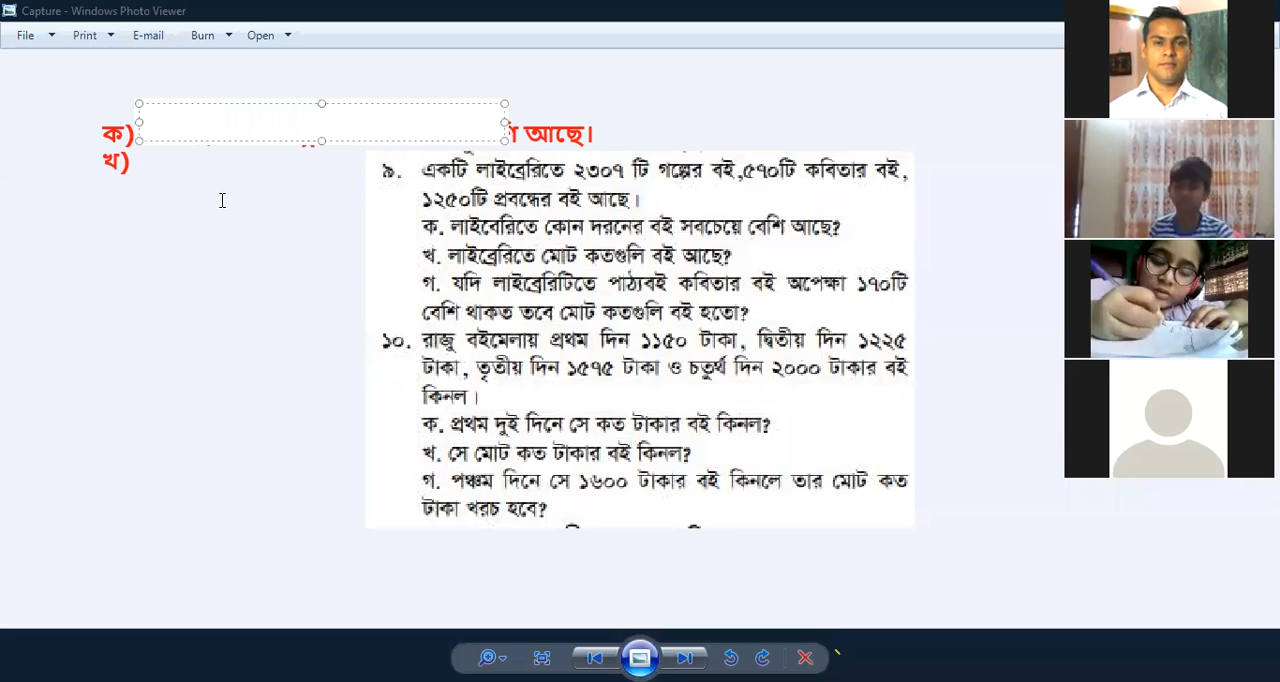 Capture - Windows Photo Viewer
File Print E-mail Burn Open
ক) আছে।
খ)
৯. একটি লাইব্রেরিতে ২৩০৭ টি গল্পের বই,৫৭০টি কবিতার বই,
১২৫০টি প্রবন্ধের বই আছে।
ক. লাইবেরিতে কোন দরনের বই সবচেয়ে বেশি আছে?
খ. লাইব্রেরিতে মোট কতগুলি বই আছে?
গ. যদি লাইব্রেরিটিতে পাঠ্যবই কবিতার বই অপেক্ষা ১৭০টি
বেশি থাকত তবে মোট কতগুলি বই হতো?
১০. রাজু বইমেলায় প্রথম দিন ১১৫০ টাকা, দ্বিতীয় দিন ১২২৫
টাকা, তৃতীয় দিন ১৫৭৫ টাকা ও চতুর্থ দিন ২০০০ টাকার বই
কিনল।
ক. প্রথম দুই দিনে সে কত টাকার বই কিনল?
খ. সে মোট কত টাকার বই কিনল?
গ. পঞ্চম দিনে সে ১৬০০ টাকার বই কিনলে তার মোট কত
টাকা খরচ হবে?